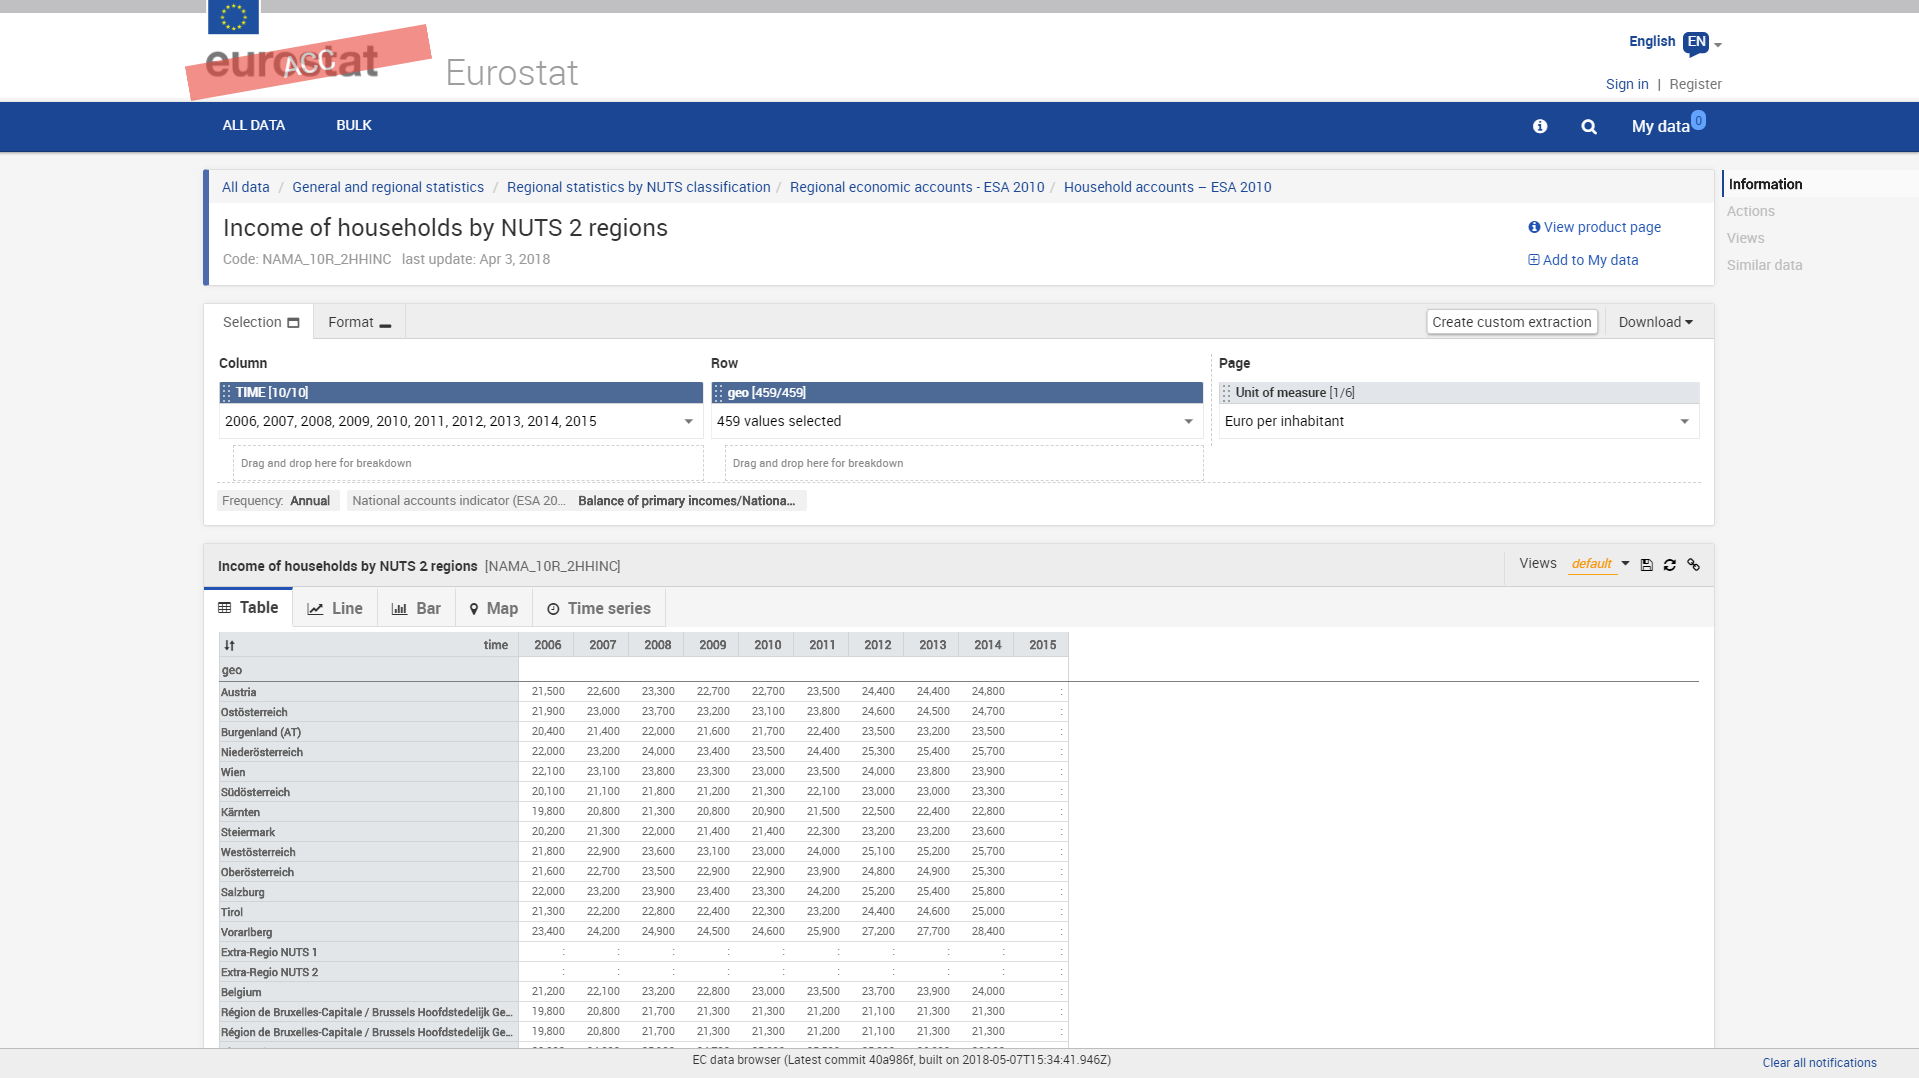 eurostat
ACC
Eurostat
English EN
Sign in | Register
ALL DATA BULK My data 0
All data / General and regional statistics / Regional statistics by NUTS classification / Regional economic accounts - ESA 2010 / Household accounts – ESA 2010
Income of households by NUTS 2 regions
Code: NAMA_10R_2HHINC last update: Apr 3, 2018
View product page
Add to My data
Information
Actions
Views
Similar data
Selection Format Create custom extraction Download
Column Row Page
TIME [10/10] geo [459/459] Unit of measure [1/6]
2006, 2007, 2008, 2009, 2010, 2011, 2012, 2013, 2014, 2015 459 values selected Euro per inhabitant
Drag and drop here for breakdown Drag and drop here for breakdown
Frequency: Annual National accounts indicator (ESA 20... Balance of primary incomes/Nationa...
Income of households by NUTS 2 regions [NAMA_10R_2HHINC] Views default
Table Line Bar Map Time series
time 2006 2007 2008 2009 2010 2011 2012 2013 2014 2015
geo
Austria 21,500 22,600 23,300 22,700 22,700 23,500 24,400 24,400 24,800 :
Ostösterreich 21,900 23,000 23,700 23,200 23,100 23,800 24,600 24,500 24,700 :
Burgenland (AT) 20,400 21,400 22,000 21,600 21,700 22,400 23,500 23,200 23,500 :
Niederösterreich 22,000 23,200 24,000 23,400 23,500 24,400 25,300 25,400 25,700 :
Wien 22,100 23,100 23,800 23,300 23,000 23,500 24,000 23,800 23,900 :
Südösterreich 20,100 21,100 21,800 21,200 21,300 22,100 23,000 23,000 23,300 :
Kärnten 19,800 20,800 21,300 20,800 20,900 21,500 22,500 22,400 22,800 :
Steiermark 20,200 21,300 22,000 21,400 21,400 22,300 23,200 23,200 23,600 :
Westösterreich 21,800 22,900 23,600 23,100 23,000 24,000 25,100 25,200 25,700 :
Oberösterreich 21,600 22,700 23,500 22,900 22,900 23,900 24,800 24,900 25,300 :
Salzburg 22,000 23,200 23,900 23,400 23,300 24,200 25,200 25,400 25,800 :
Tirol 21,300 22,200 22,800 22,400 22,300 23,200 24,400 24,600 25,000 :
Vorarlberg 23,400 24,200 24,900 24,500 24,600 25,900 27,200 27,700 28,400 :
Extra-Regio NUTS 1 : : : : : : : : : :
Extra-Regio NUTS 2 : : : : : : : : : :
Belgium 21,200 22,100 23,200 22,800 23,000 23,500 23,700 23,900 24,000 :
Région de Bruxelles-Capitale / Brussels Hoofdstedelijk Ge... 19,800 20,800 21,700 21,300 21,300 21,200 21,100 21,300 21,300 :
Région de Bruxelles-Capitale / Brussels Hoofdstedelijk Ge... 19,800 20,800 21,700 21,300 21,300 21,200 21,100 21,300 21,300 :
EC data browser (Latest commit 40a986f, built on 2018-05-07T15:34:41.946Z)
Clear all notifications